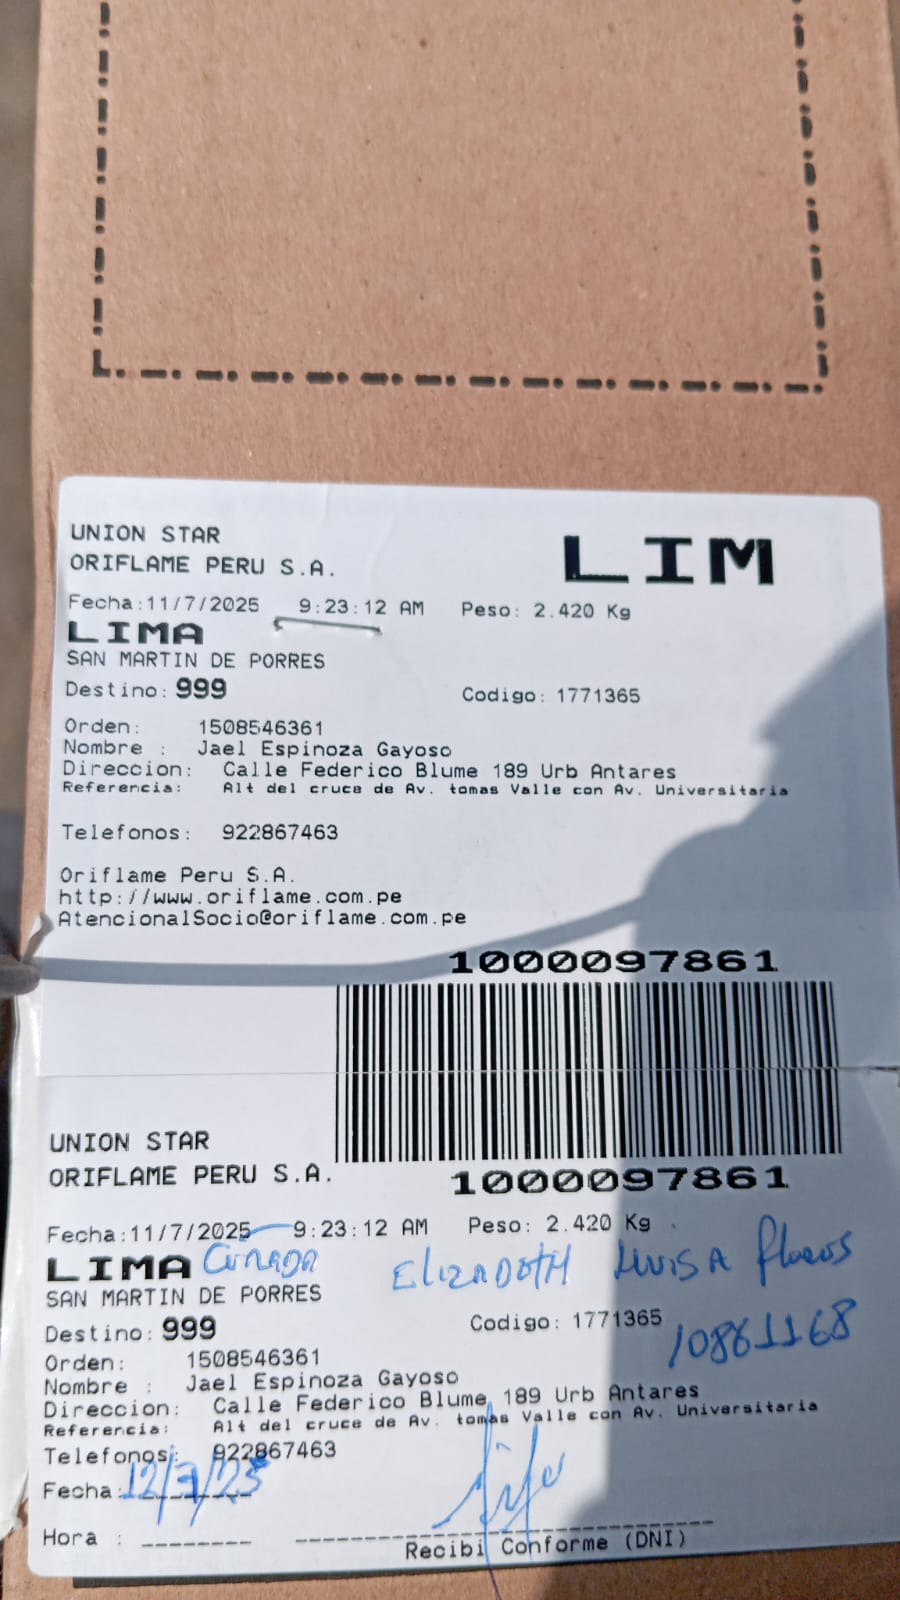 UNION STAR
ORIFLAME PERU S.A.
LIM
Fecha:11/7/2025 9:23:12 AM Peso: 2.420 Kg
LIMA
SAN MARTIN DE PORRES
Destino: 999 Codigo: 1771365
Orden: 1508546361
Nombre : Jael Espinoza Gayoso
Direccion: Calle Federico Blume 189 Urb Antares
Referencia: Alt del cruce de Av. tomas Valle con Av. Universitaria
Telefonos: 922867463
Oriflame Peru S.A.
http://www.oriflame.com.pe
AtencionalSocio@oriflame.com.pe
1000097861
UNION STAR
ORIFLAME PERU S.A.
1000097861
Fecha:11/7/2025 9:23:12 AM Peso: 2.420 Kg
LIMA Cuñada
SAN MARTIN DE PORRES
Destino: 999 Codigo: 1771365
10861168
Orden: 1508546361
Nombre : Jael Espinoza Gayoso
Direccion: Calle Federico Blume 189 Urb Antares
Referencia: Alt del cruce de Av. tomas Valle con Av. Universitaria
Telefonos: 922867463
Fecha: 12/7/25
Hora :
Recibi Conforme (DNI)